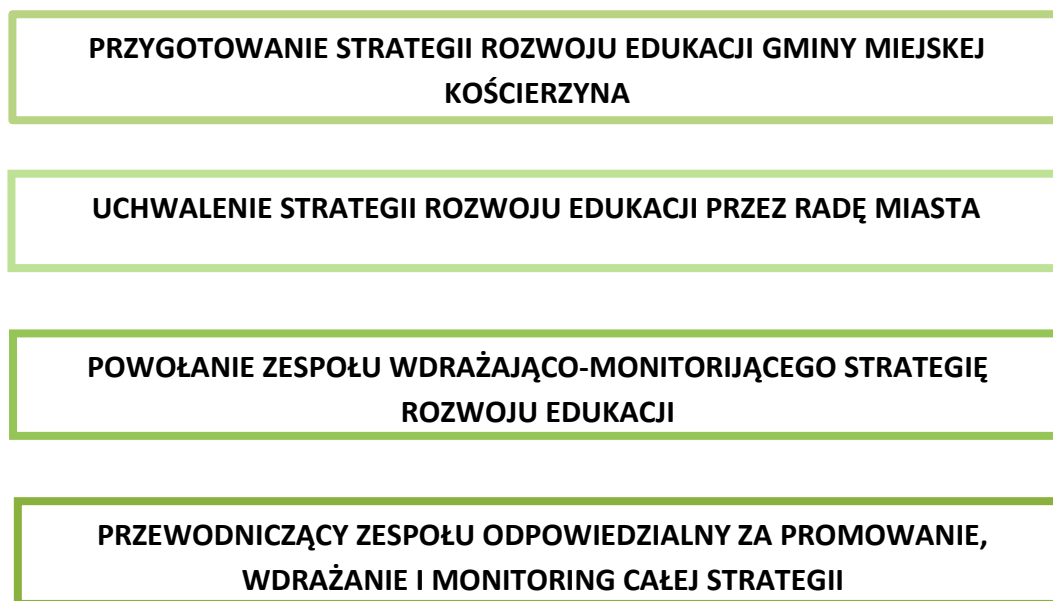 PRZYGOTOWANIE STRATEGII ROZWOJU EDUKACJI GMINY MIEJSKEJ
KOŚCIERZYNA
UCHWALENIE STRATEGII ROZWOJU EDUKACJI PRZEZ RADĘ MIASTA
POWOŁANIE ZESPOŁU WDRAŻAJĄCO-MONITORIJĄCEGO STRATEGIĘ
ROZWOJU EDUKACJI
PRZEWODNICZĄCY ZESPOŁU ODPOWIEDZIALNY ZA PROMOWANIE,
WDRAŻANIE I MONITORING CAŁEJ STRATEGII